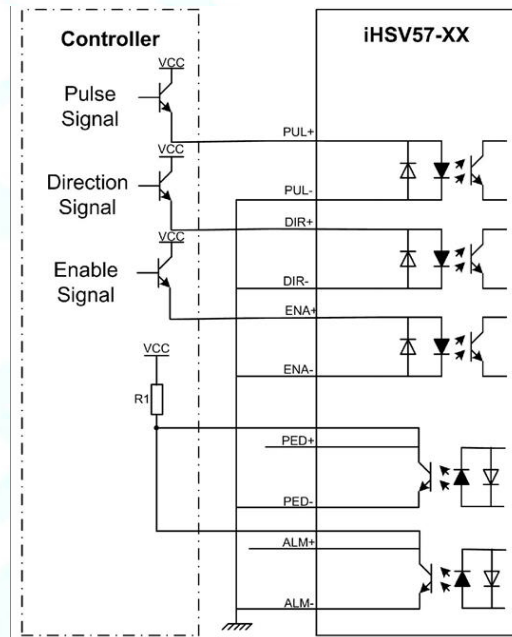 Controller
iHSV57-XX
VCC
Pulse
Signal
PUL+
VCC
Direction
Signal
PUL-
DIR+
VCC
Enable
Signal
DIR-
ENA+
VCC
R1
ENA-
PED+
PED-
ALM+
ALM-